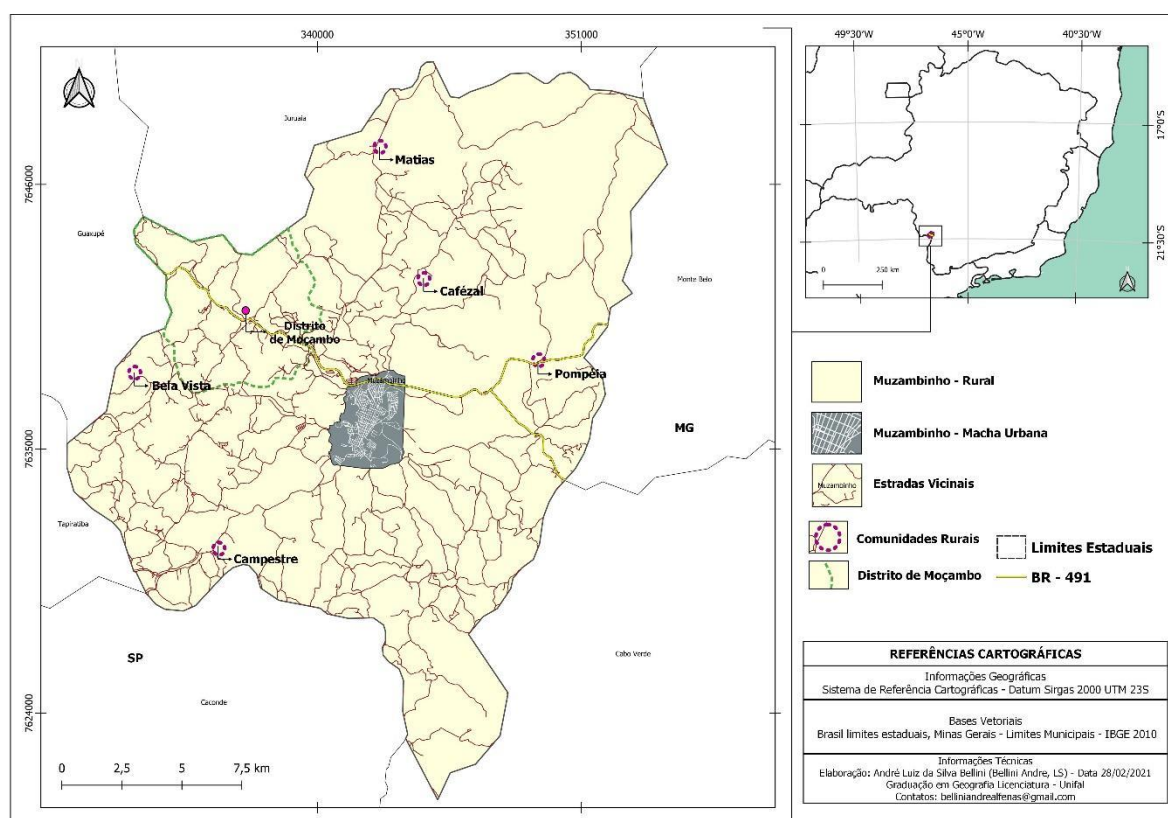 340000
351000
7646000
7635000
7624000
Juruaia
Guaxupé
Monte Belo
Tapiratiba
Caconde
Cabo Verde
MG
SP
Matias
Cafézal
Distrito
de Moçambo
Bela Vista
Pompéia
Muzambinho
Campestre
0 2,5 5 7,5 km
49°30'W
45°0'W
40°30'W
17°0'S
21°30'S
0 250 km
Muzambinho - Rural
Muzambinho - Macha Urbana
Muzambinho
Estradas Vicinais
Comunidades Rurais
Limites Estaduais
Distrito de Moçambo
BR - 491
REFERÊNCIAS CARTOGRÁFICAS
Informações Geográficas
Sistema de Referência Cartográficas - Datum Sirgas 2000 UTM 23S
Bases Vetoriais
Brasil limites estaduais, Minas Gerais - Limites Municipais - IBGE 2010
Informações Técnicas
Elaboração: André Luiz da Silva Bellini (Bellini Andre, LS) - Data 28/02/2021
Graduação em Geografia Licenciatura - Unifal
Contatos: belliniandrealfenas@gmail.com